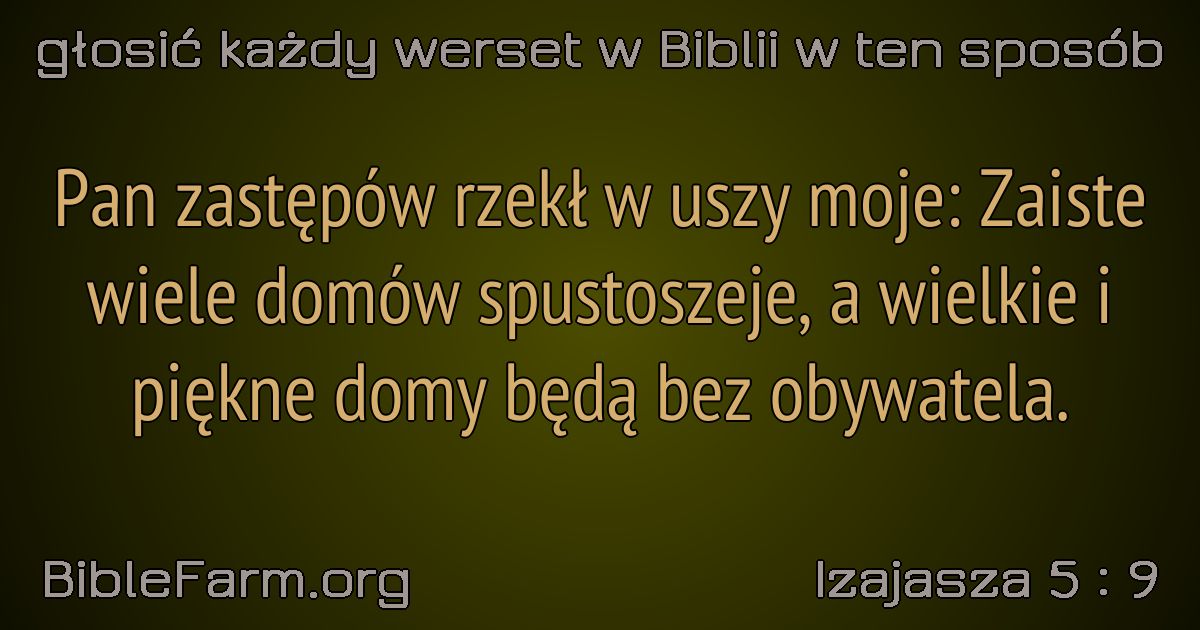 głosić każdy werset w Biblii w ten sposób
Pan zastępów rzekł w uszy moje: Zaiste
wiele domów spustoszeje, a wielkie i
piękne domy będą bez obywatela.
BibleFarm.org
Izajasza 5 : 9